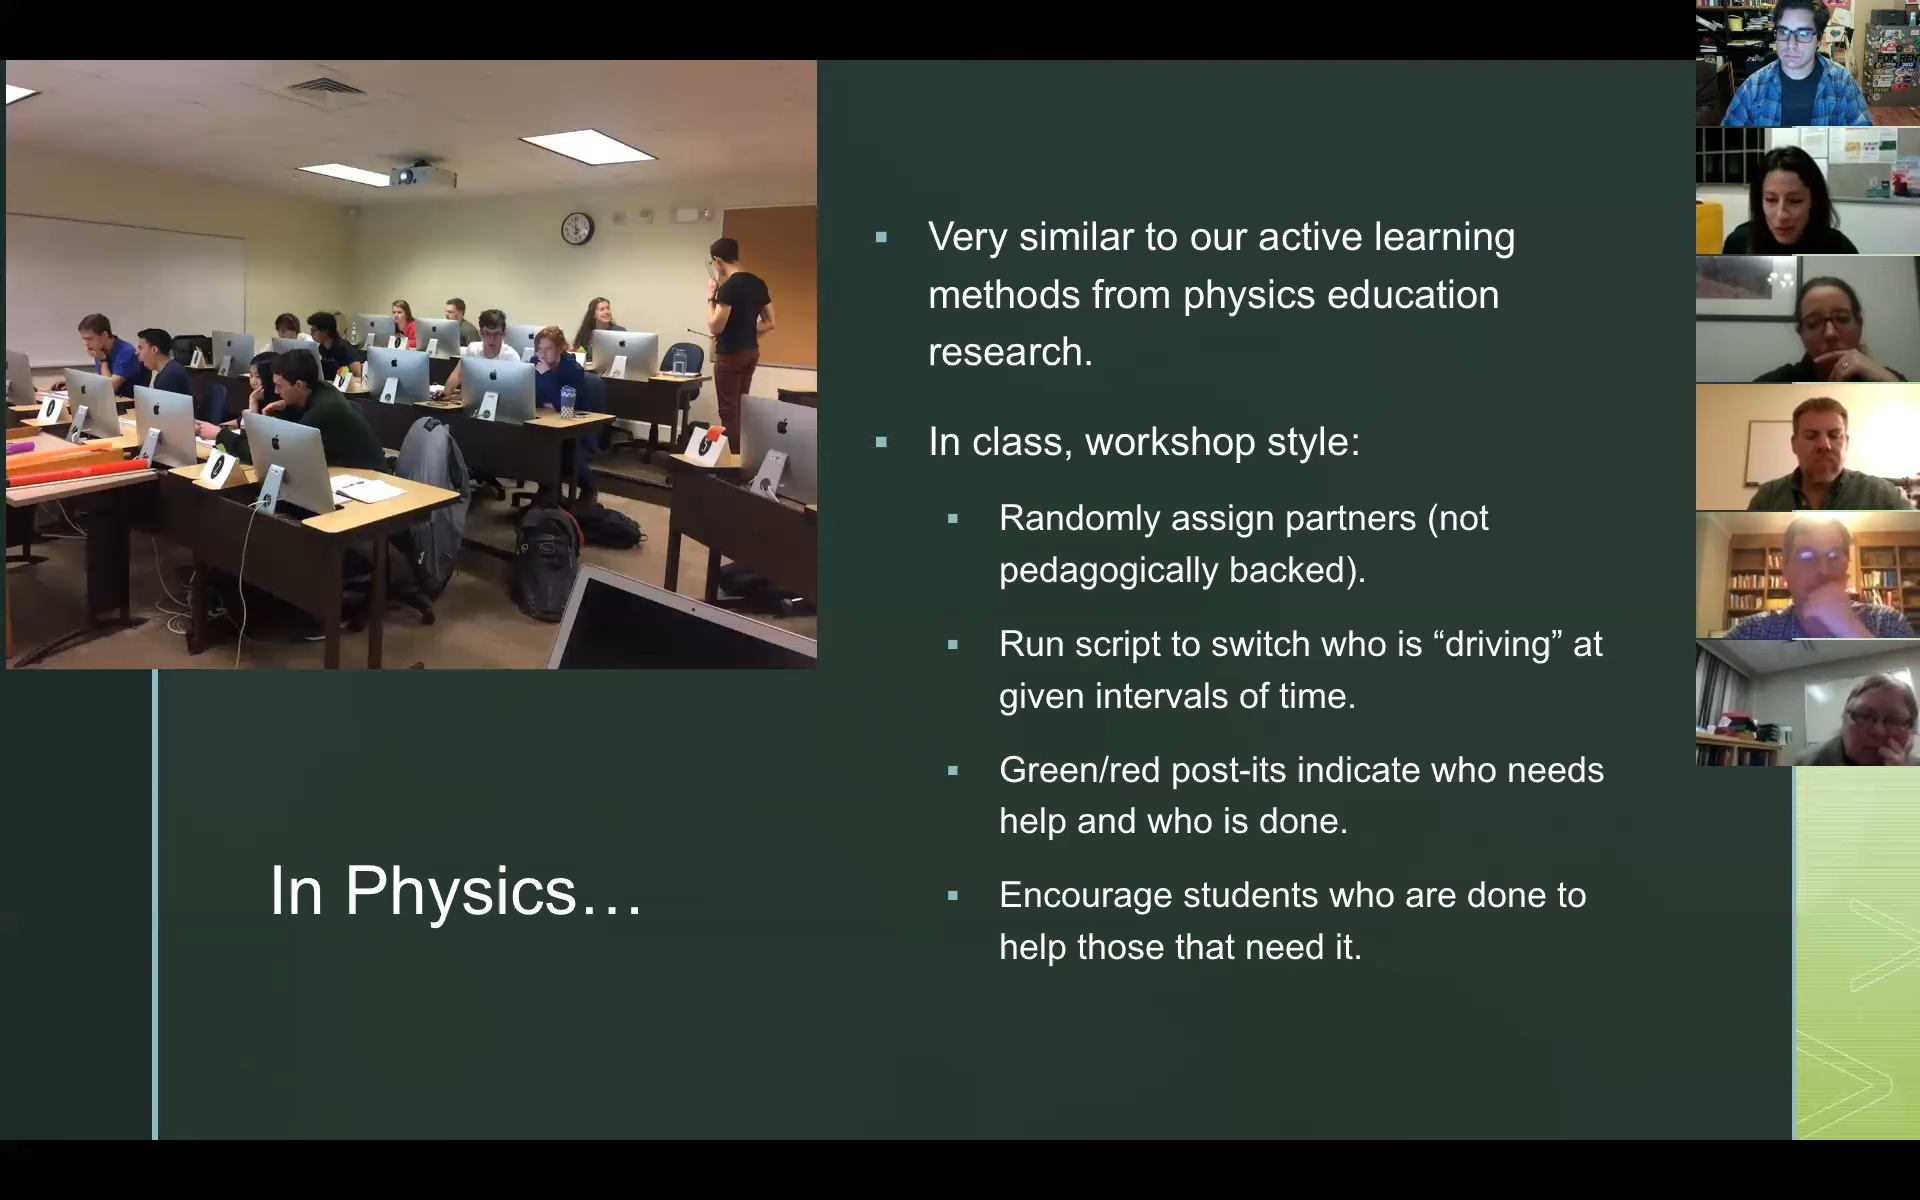 Very similar to our active learning
methods from physics education
research.
In class, workshop style:
Randomly assign partners (not
pedagogically backed).
Run script to switch who is “driving” at
given intervals of time.
Green/red post-its indicate who needs
help and who is done.
Encourage students who are done to
help those that need it.
In Physics…
FOR RENT